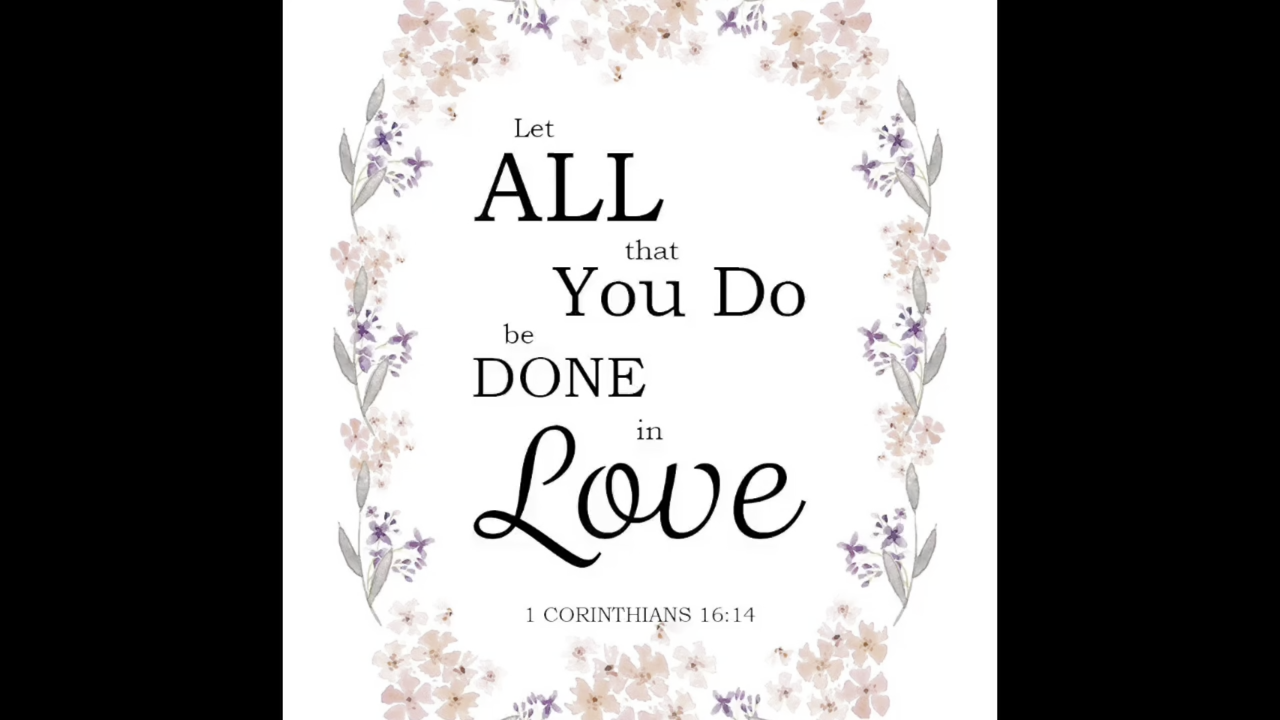 Let
ALL
that
You Do
be
DONE
in
Love
1 CORINTHIANS 16:14